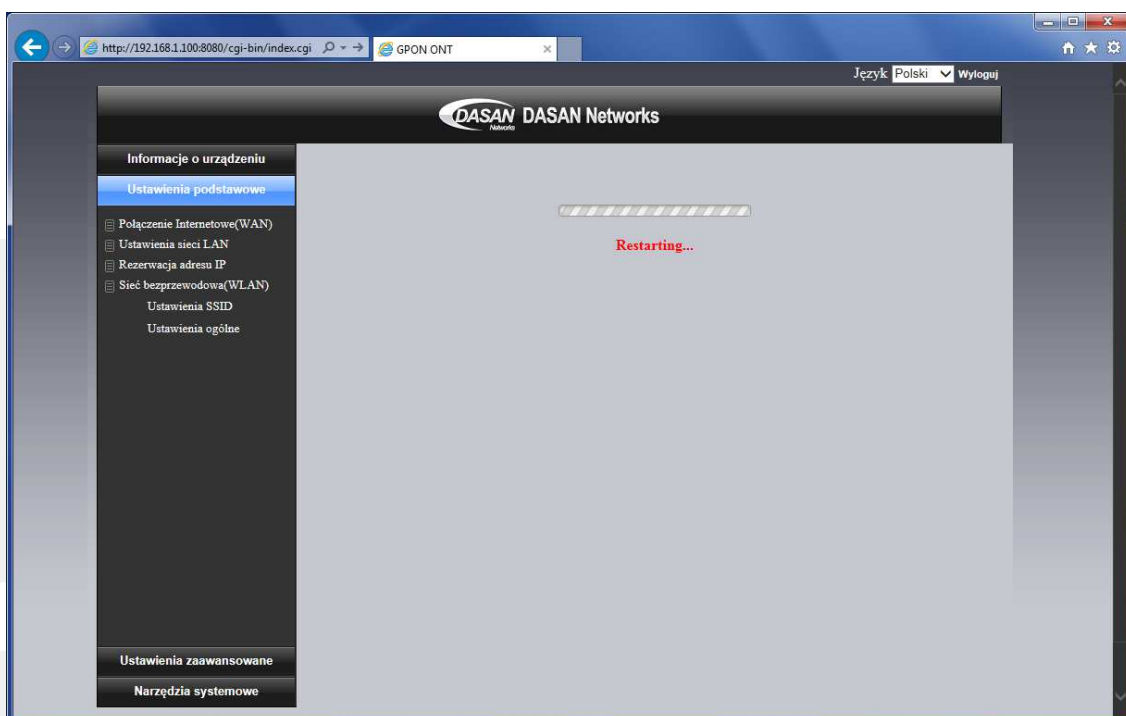 http://192.168.1.100:8080/cgi-bin/index.cgi
GPON ONT
Język Polski Wyloguj
DASAN Networks DASAN Networks
Informacje o urządzeniu
Ustawienia podstawowe
Połączenie Internetowe(WAN)
Ustawienia sieci LAN
Rezerwacja adresu IP
Sieć bezprzewodowa(WLAN)
Ustawienia SSID
Ustawienia ogólne
Restarting...
Ustawienia zaawansowane
Narzędzia systemowe